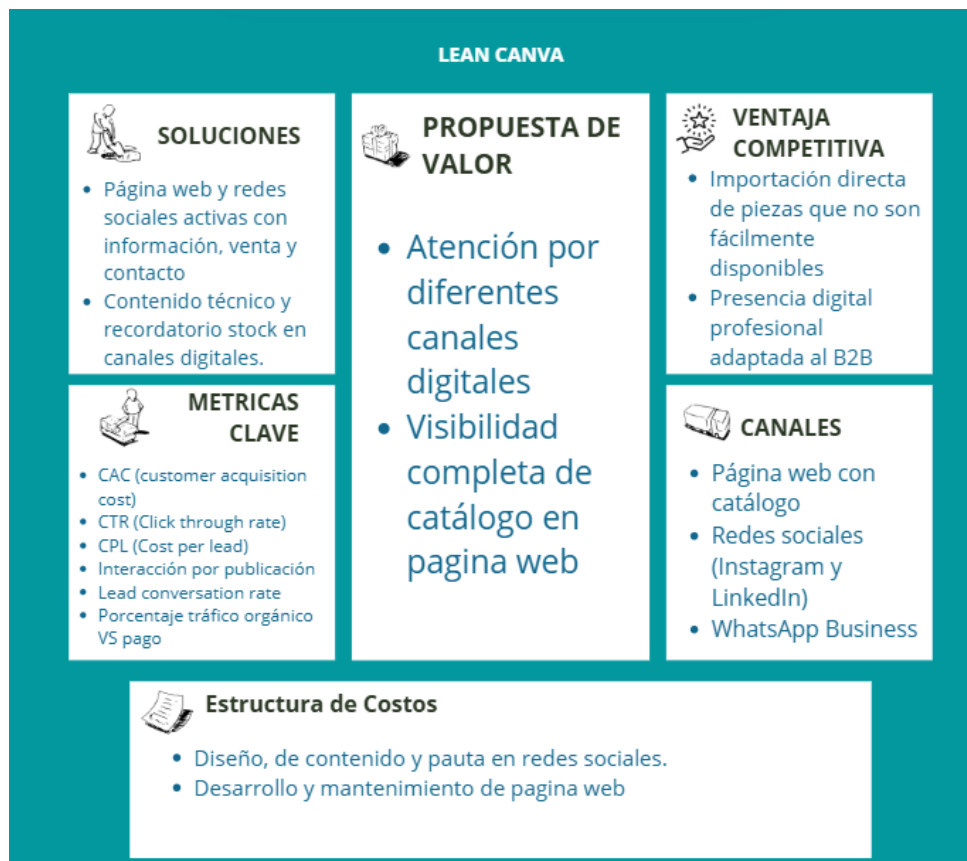 LEAN CANVA
SOLUCIONES
• Página web y redes
sociales activas con
información, venta y
contacto
• Contenido técnico y
recordatorio stock en
canales digitales.
METRICAS
CLAVE
• CAC (customer acquisition
cost)
• CTR (Click through rate)
• CPL (Cost per lead)
• Interacción por publicación
• Lead conversation rate
• Porcentaje tráfico orgánico
VS pago
PROPUESTA DE
VALOR
• Atención por
diferentes
canales
digitales
• Visibilidad
completa de
catálogo en
pagina web
VENTAJA
COMPETITIVA
• Importación directa
de piezas que no son
fácilmente
disponibles
• Presencia digital
profesional
adaptada al B2B
CANALES
• Página web con
catálogo
• Redes sociales
(Instagram y
LinkedIn)
• WhatsApp Business
Estructura de Costos
• Diseño, de contenido y pauta en redes sociales.
• Desarrollo y mantenimiento de pagina web